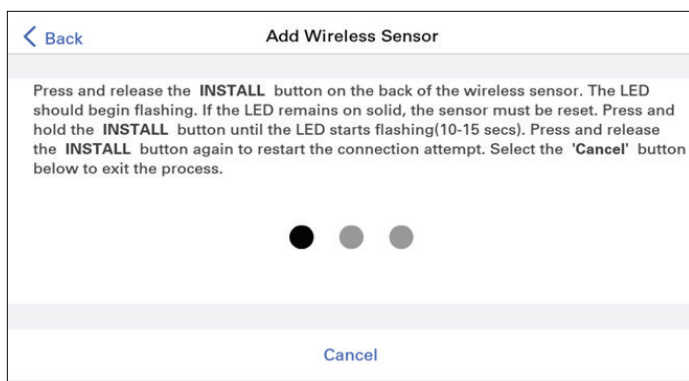 Back
Add Wireless Sensor
Press and release the INSTALL button on the back of the wireless sensor. The LED
should begin flashing. If the LED remains on solid, the sensor must be reset. Press and
hold the INSTALL button until the LED starts flashing(10-15 secs). Press and release
the INSTALL button again to restart the connection attempt. Select the 'Cancel' button
below to exit the process.
Cancel